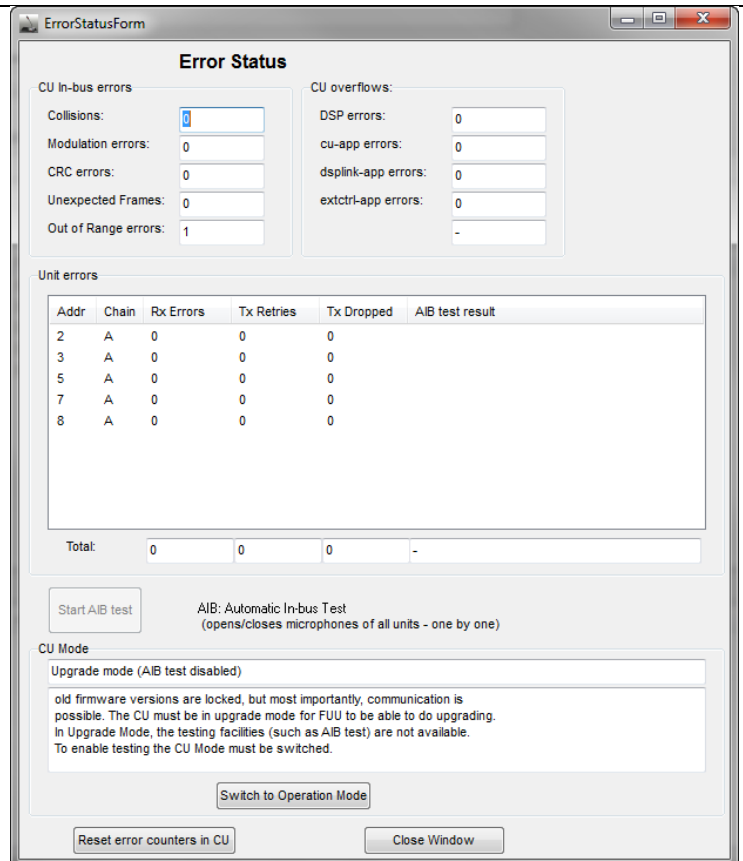 ErrorStatusForm
Error Status
CU In-bus errors
Collisions: 0
Modulation errors: 0
CRC errors: 0
Unexpected Frames: 0
Out of Range errors: 1
CU overflows:
DSP errors: 0
cu-app errors: 0
dsplink-app errors: 0
extctrl-app errors: 0
-
Unit errors
Addr Chain Rx Errors Tx Retries Tx Dropped AIB test result
2 A 0 0 0
3 A 0 0 0
5 A 0 0 0
7 A 0 0 0
8 A 0 0 0
Total: 0 0 0 -
Start AIB test
AIB: Automatic In-bus Test
(opens/closes microphones of all units - one by one)
CU Mode
Upgrade mode (AIB test disabled)
old firmware versions are locked, but most importantly, communication is
possible. The CU must be in upgrade mode for FUU to be able to do upgrading.
In Upgrade Mode, the testing facilities (such as AIB test) are not available.
To enable testing the CU Mode must be switched.
Switch to Operation Mode
Reset error counters in CU
Close Window